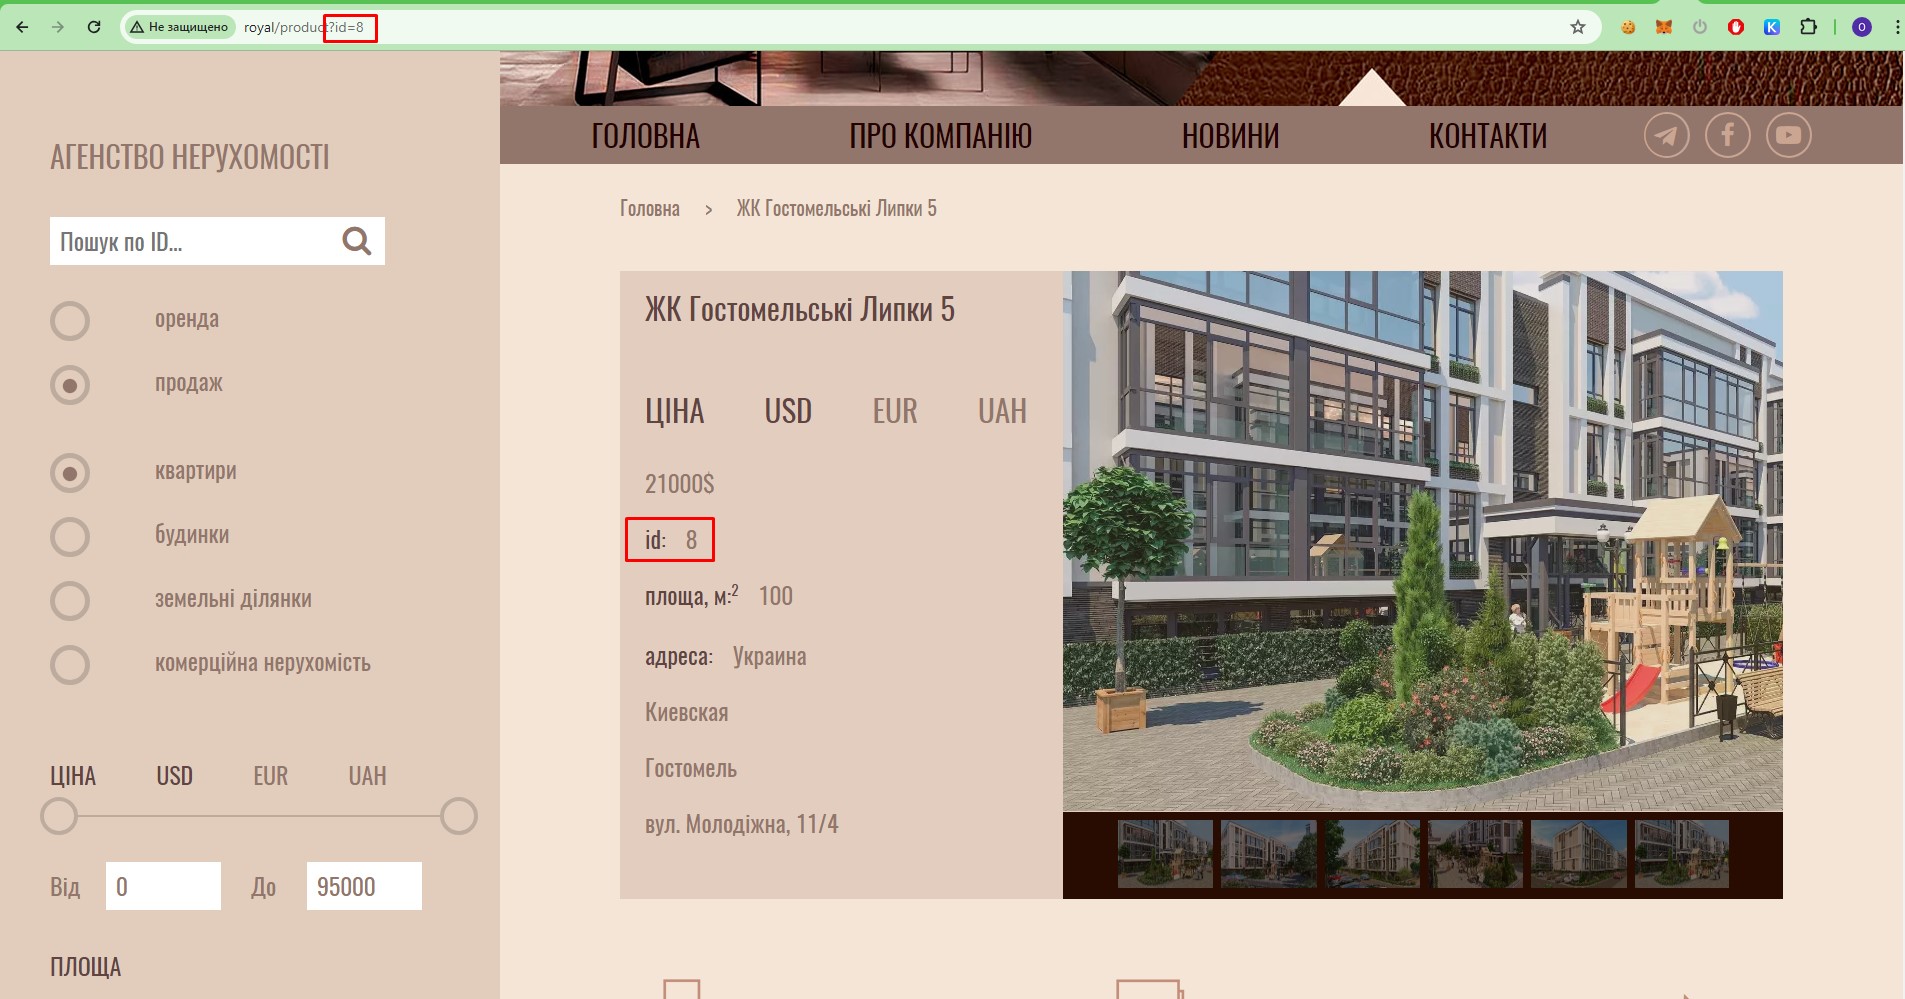 Не защищено royal/product?id=8
K
O
АГЕНСТВО НЕРУХОМОСТІ
Пошук по ID...
оренда
продаж
квартири
будинки
земельні ділянки
комерційна нерухомість
ЦІНА USD EUR UAH
Від 0 До 95000
ПЛОЩА
ГОЛОВНА ПРО КОМПАНІЮ НОВИНИ КОНТАКТИ
Головна > ЖК Гостомельські Липки 5
ЖК Гостомельські Липки 5
ЦІНА USD EUR UAH
21000$
id: 8
площа, м:2 100
адреса: Украина
Киевская
Гостомель
вул. Молодіжна, 11/4